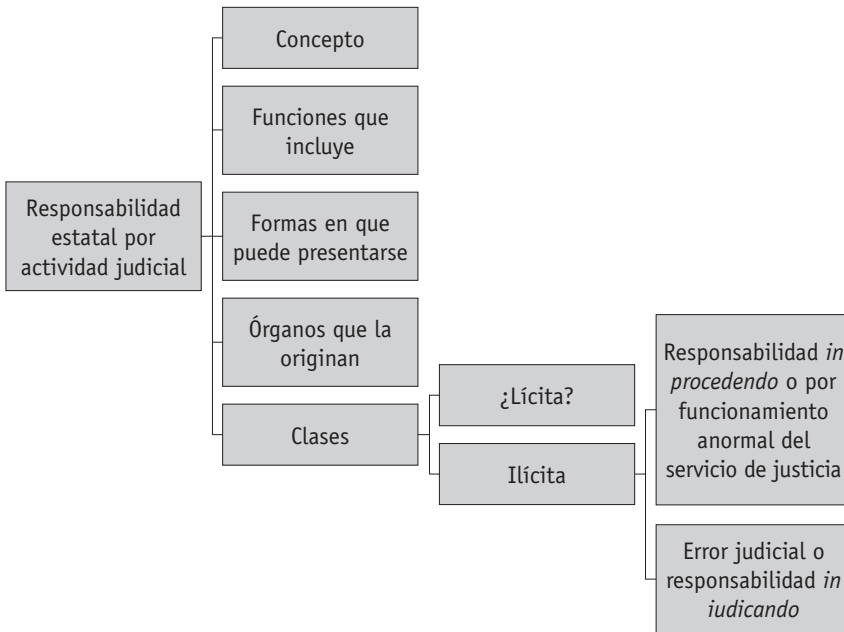 Concepto
Funciones que
incluye
Responsabilidad
estatal por
actividad judicial
Formas en que
puede presentarse
Órganos que la
originan
Clases
¿Lícita?
Ilícita
Responsabilidad in
procedendo o por
funcionamiento
anormal del
servicio de justicia
Error judicial o
responsabilidad in
iudicando